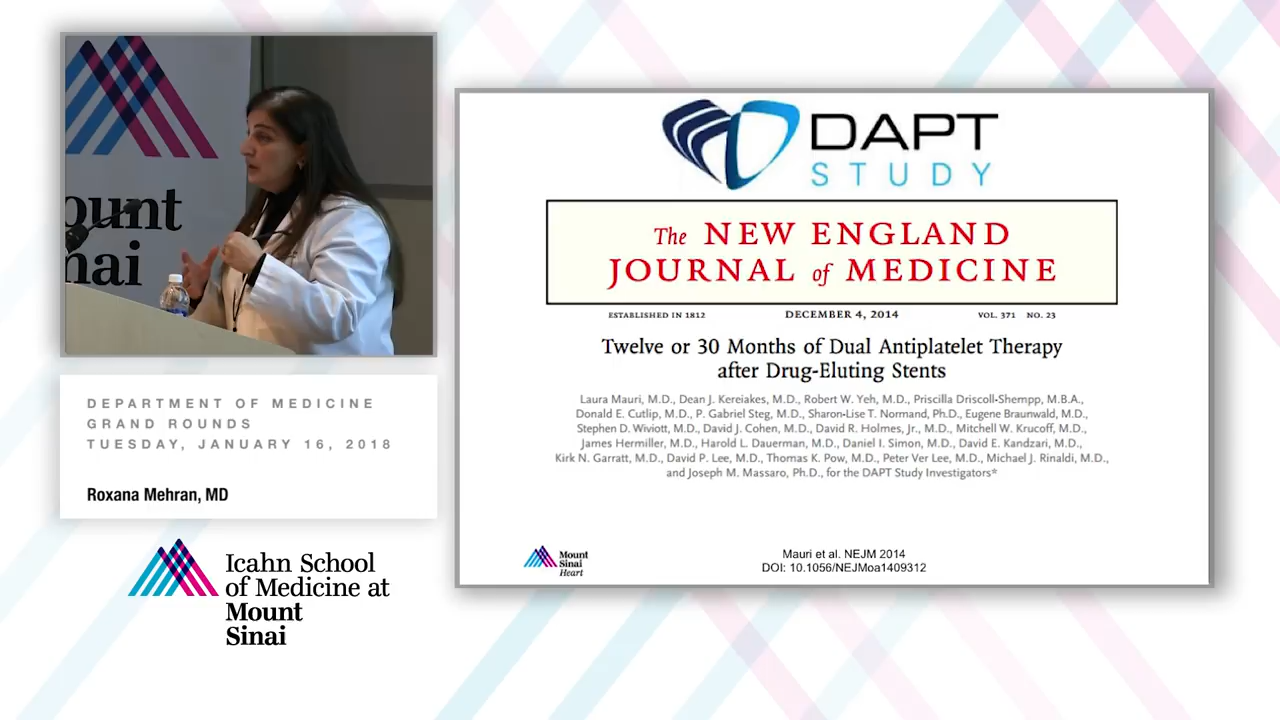 Mount
Sinai
DEPARTMENT OF MEDICINE
GRAND ROUNDS
TUESDAY, JANUARY 16, 2018
Roxana Mehran, MD
Icahn School
of Medicine at
Mount
Sinai
DAPT
STUDY
The NEW ENGLAND
JOURNAL of MEDICINE
ESTABLISHED IN 1812 DECEMBER 4, 2014 VOL. 371 NO. 23
Twelve or 30 Months of Dual Antiplatelet Therapy
after Drug-Eluting Stents
Laura Mauri, M.D., Dean J. Kereiakes, M.D., Robert W. Yeh, M.D., Priscilla Driscoll-Shempp, M.B.A.,
Donald E. Cutlip, M.D., P. Gabriel Steg, M.D., Sharon-Lise T. Normand, Ph.D., Eugene Braunwald, M.D.,
Stephen D. Wiviott, M.D., David J. Cohen, M.D., David R. Holmes, Jr., M.D., Mitchell W. Krucoff, M.D.,
James Hermiller, M.D., Harold L. Dauerman, M.D., Daniel I. Simon, M.D., David E. Kandzari, M.D.,
Kirk N. Garratt, M.D., David P. Lee, M.D., Thomas K. Pow, M.D., Peter Ver Lee, M.D., Michael J. Rinaldi, M.D.,
and Joseph M. Massaro, Ph.D., for the DAPT Study Investigators*
Mount
Sinai
Heart
Mauri et al. NEJM 2014
DOI: 10.1056/NEJMoa1409312